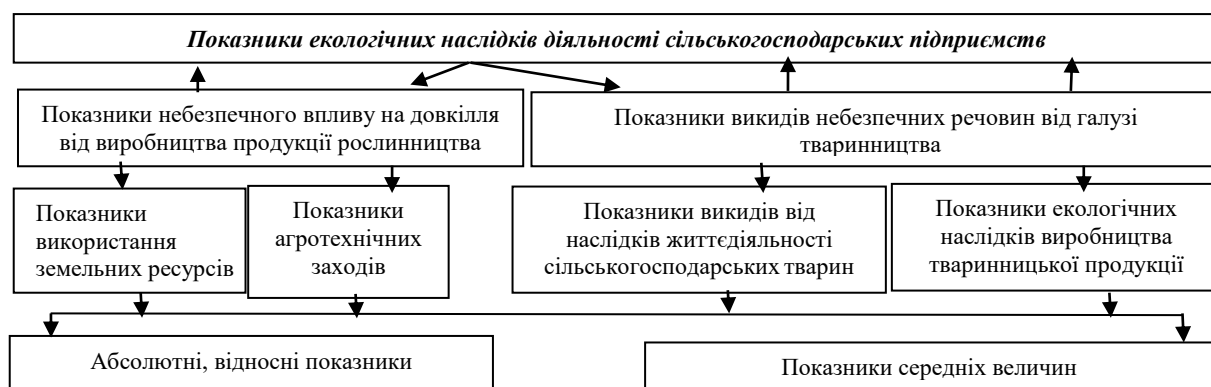 Показники екологічних наслідків діяльності сільськогосподарських підприємств
Показники небезпечного впливу на довкілля
від виробництва продукції рослинництва
Показники викидів небезпечних речовин від галузі
тваринництва
Показники
використання
земельних ресурсів
Показники
агротехнічних
заходів
Показники викидів від
наслідків життєдіяльності
сільськогосподарських тварин
Показники екологічних
наслідків виробництва
тваринницької продукції
Абсолютні, відносні показники
Показники середніх величин